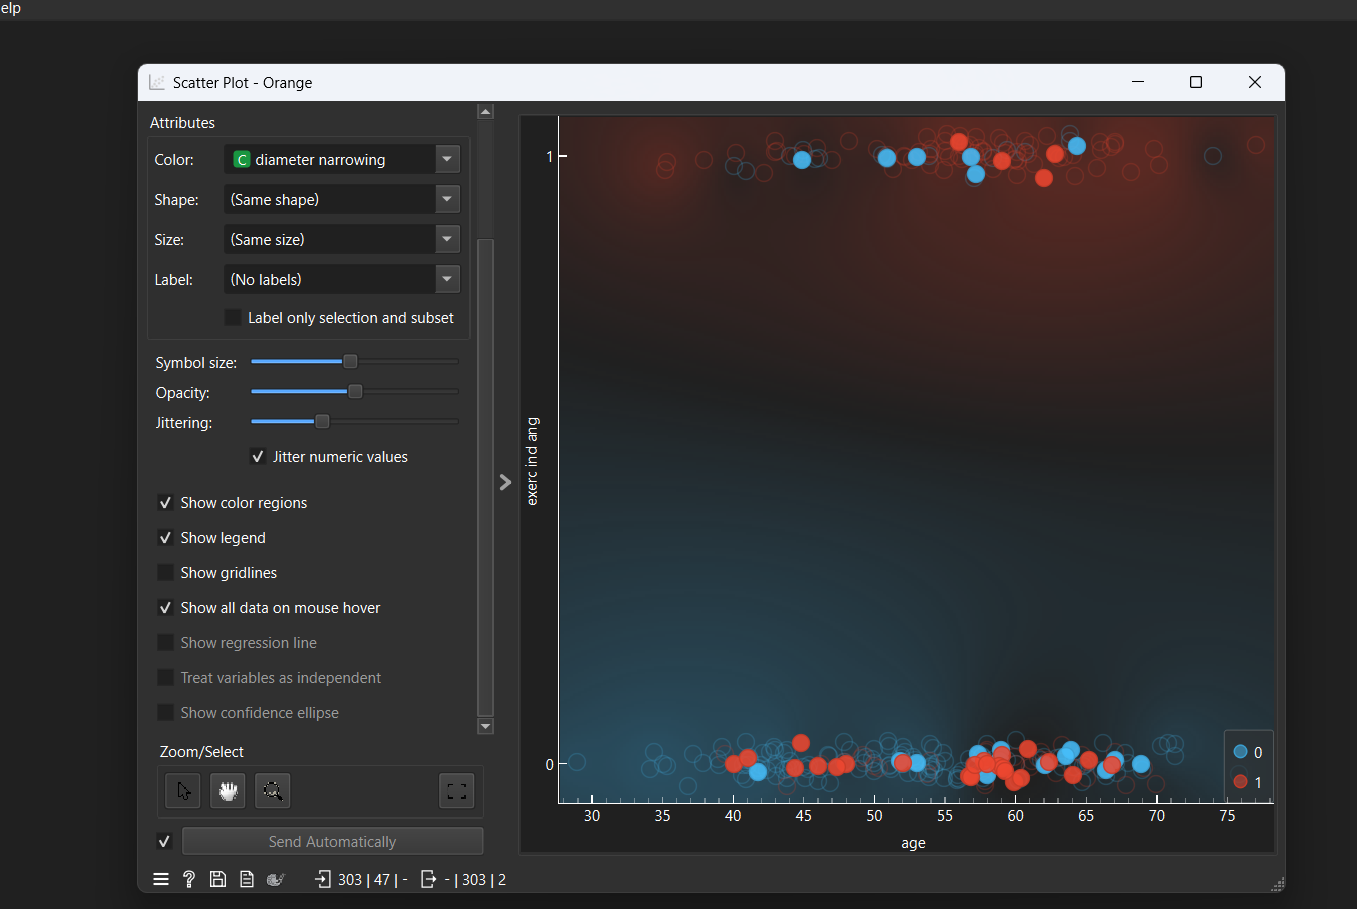 elp
Scatter Plot - Orange
Attributes
Color: C diameter narrowing
Shape: (Same shape)
Size: (Same size)
Label: (No labels)
Label only selection and subset
Symbol size:
Opacity:
Jittering:
Jitter numeric values
Show color regions
Show legend
Show gridlines
Show all data on mouse hover
Show regression line
Treat variables as independent
Show confidence ellipse
Zoom/Select
Send Automatically
303 | 47 | - - | 303 | 2
1
exerc ind ang
0
0
1
30 35 40 45 50 55 60 65 70 75
age